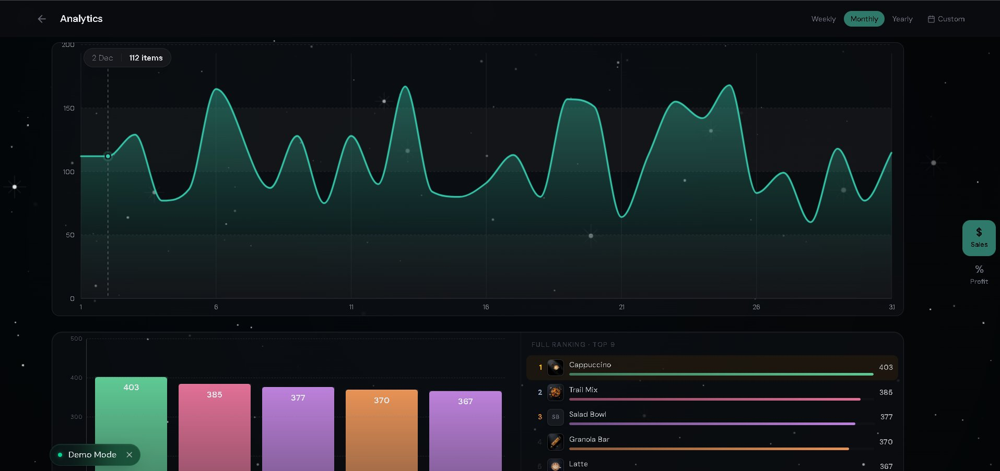 Analytics
Weekly Monthly Yearly Custom
200
2 Dec 112 items
150
100
50
0
1 6 11 16 21 26 31
$
Sales
%
Profit
500
400
300
403 385 377 370 367
FULL RANKING · TOP 9
1 Cappuccino 403
2 Trail Mix 385
3 SB Salad Bowl 377
4 Granola Bar 370
5 Latte 367
Demo Mode